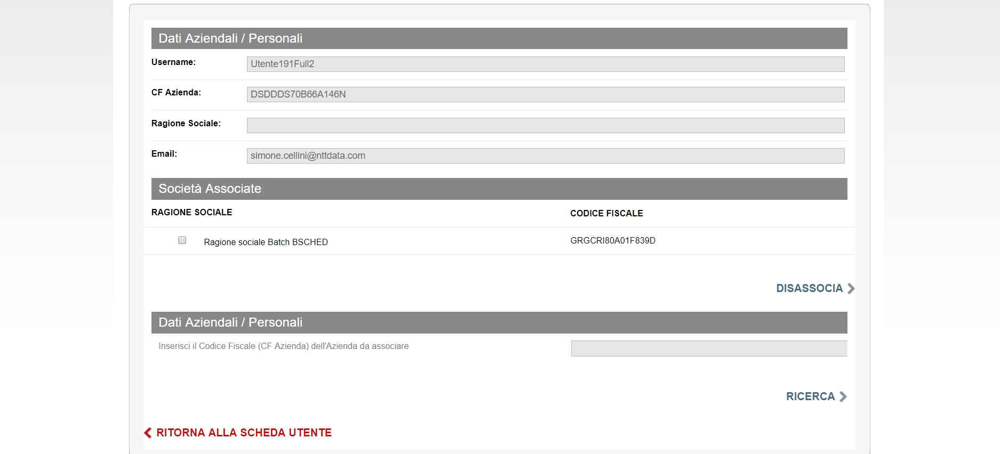 Dati Aziendali / Personali
Username: Utente191Full2
CF Azienda: DSDDDS70B66A146N
Ragione Sociale:
Email: simone.cellini@nttdata.com
Società Associate
RAGIONE SOCIALE CODICE FISCALE
Ragione sociale Batch BSCHED GRGCRI80A01F839D
DISASSOCIA
Dati Aziendali / Personali
Inserisci il Codice Fiscale (CF Azienda) dell'Azienda da associare
RICERCA
RITORNA ALLA SCHEDA UTENTE